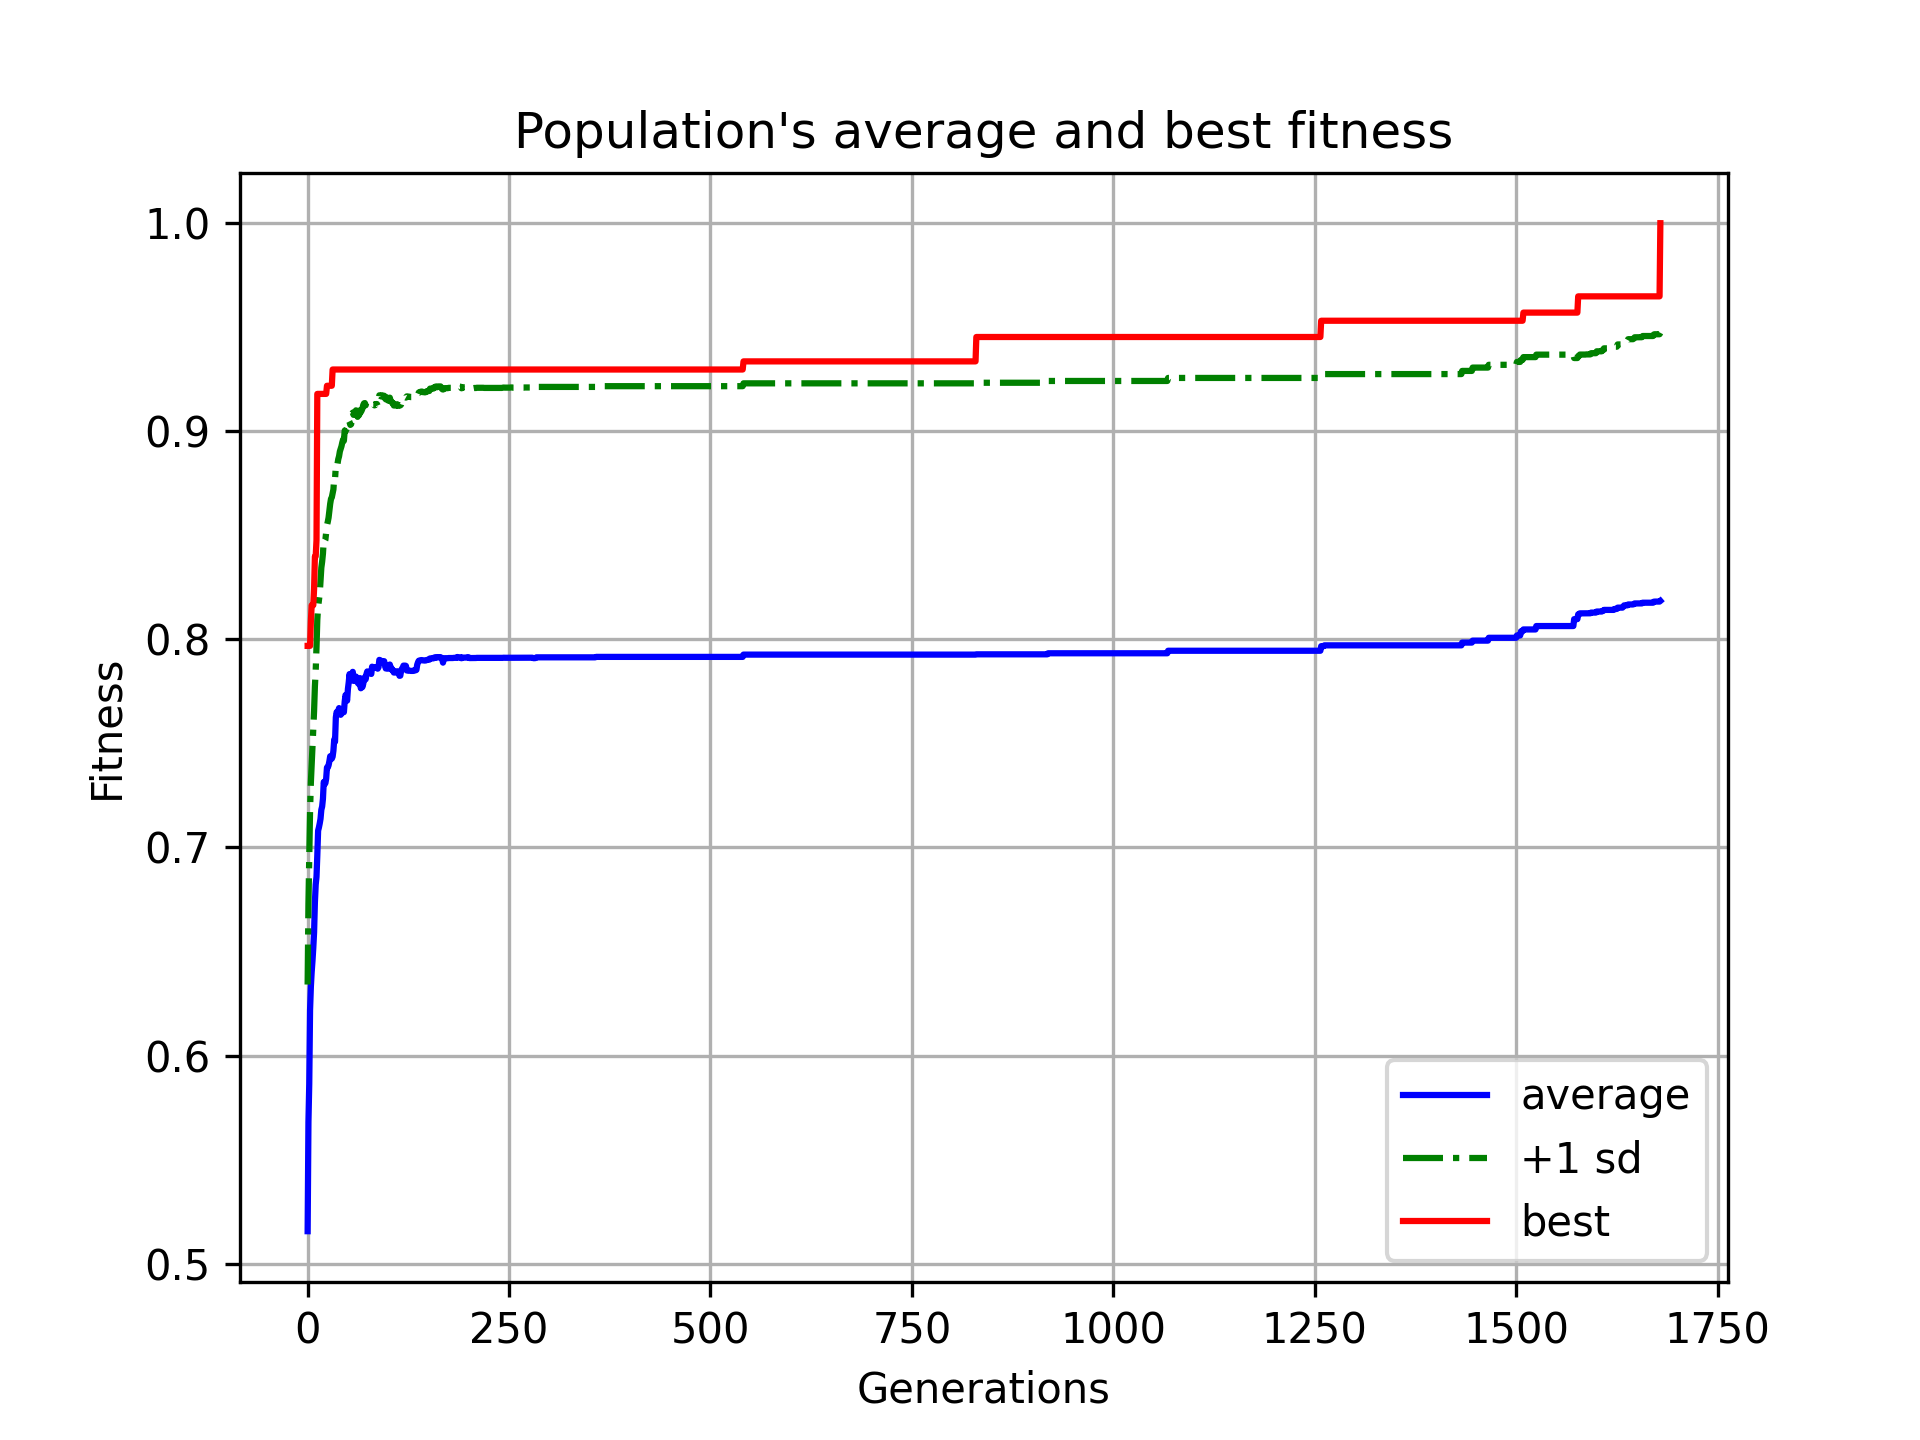 Population's average and best fitness
1.0
0.9
0.8
0.7
0.6
0.5
Fitness
0 250 500 750 1000 1250 1500 1750
Generations
average
+1 sd
best